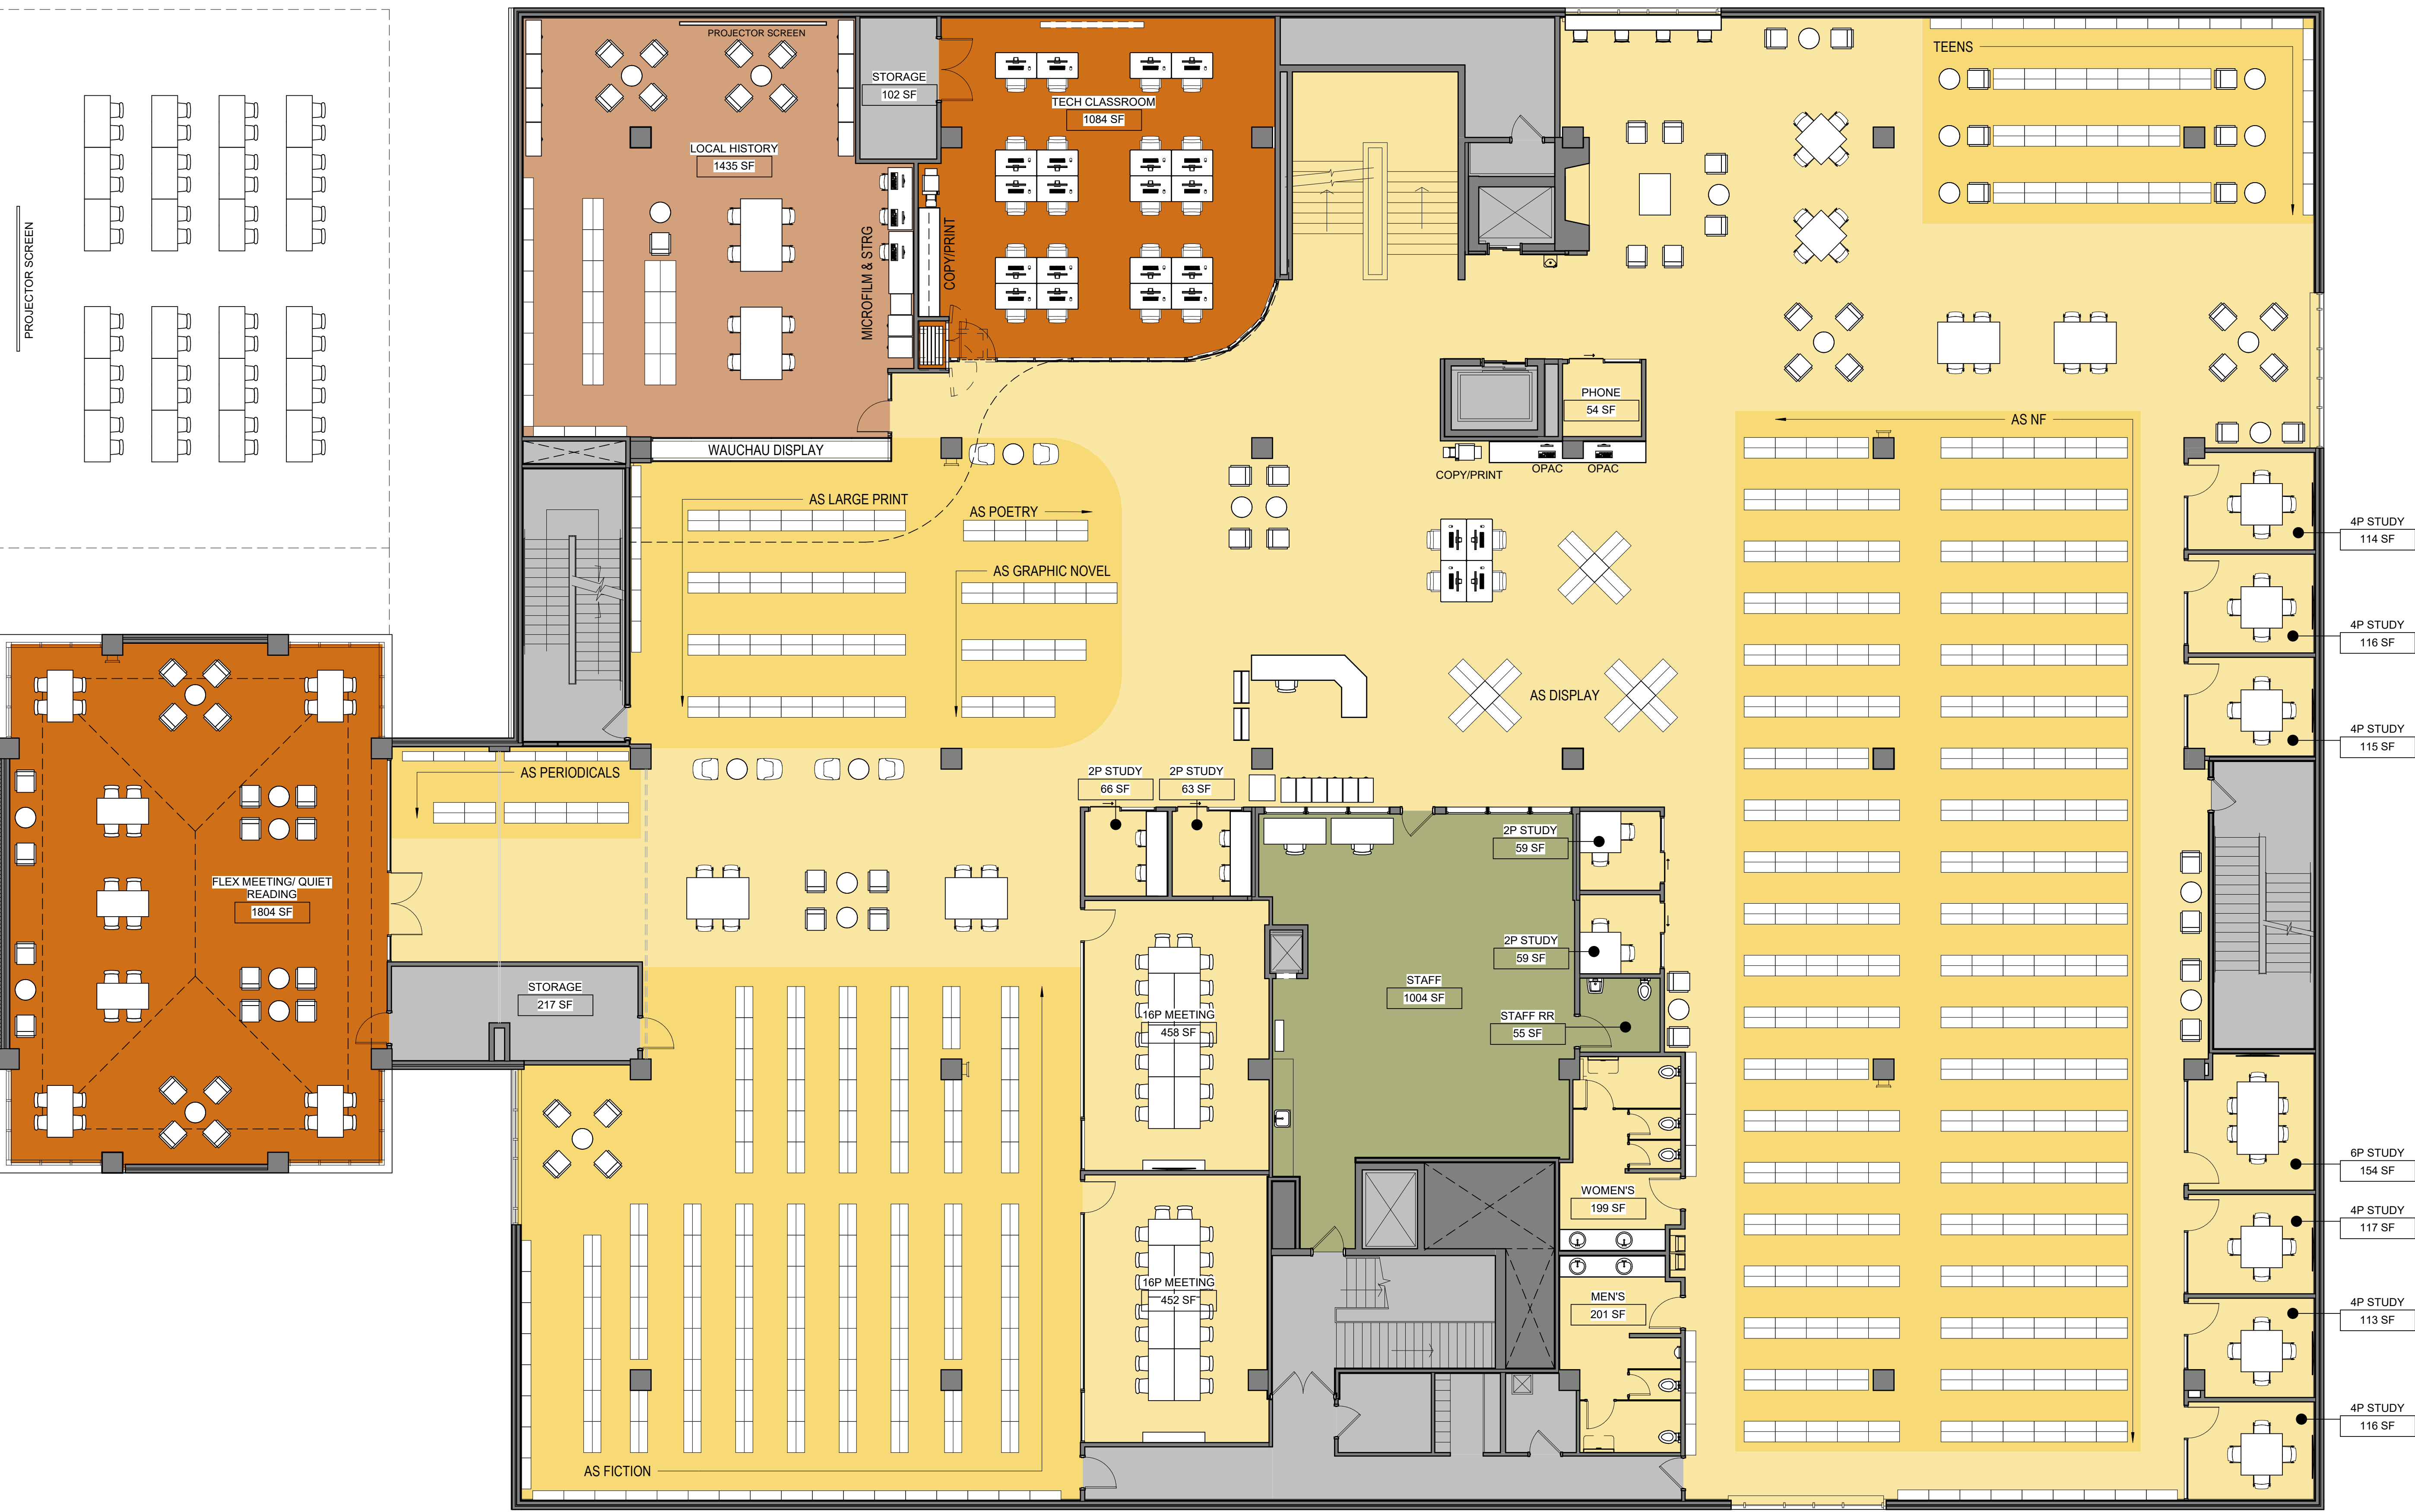 PROJECTOR SCREEN
TEENS
STORAGE
102 SF
TECH CLASSROOM
1084 SF
LOCAL HISTORY
1435 SF
PROJECTOR SCREEN
COPY/PRINT
MICROFILM & STRG
PHONE
54 SF
AS NF
WAUCHAU DISPLAY
COPY/PRINT
OPAC
OPAC
AS LARGE PRINT
AS POETRY
4P STUDY
114 SF
AS GRAPHIC NOVEL
4P STUDY
116 SF
AS DISPLAY
4P STUDY
115 SF
AS PERIODICALS
2P STUDY
66 SF
2P STUDY
63 SF
2P STUDY
59 SF
FLEX MEETING/ QUIET
READING
1804 SF
2P STUDY
59 SF
STORAGE
217 SF
STAFF
1004 SF
16P MEETING
458 SF
STAFF RR
55 SF
6P STUDY
154 SF
WOMEN'S
199 SF
4P STUDY
117 SF
16P MEETING
452 SF
MEN'S
201 SF
4P STUDY
113 SF
4P STUDY
116 SF
AS FICTION